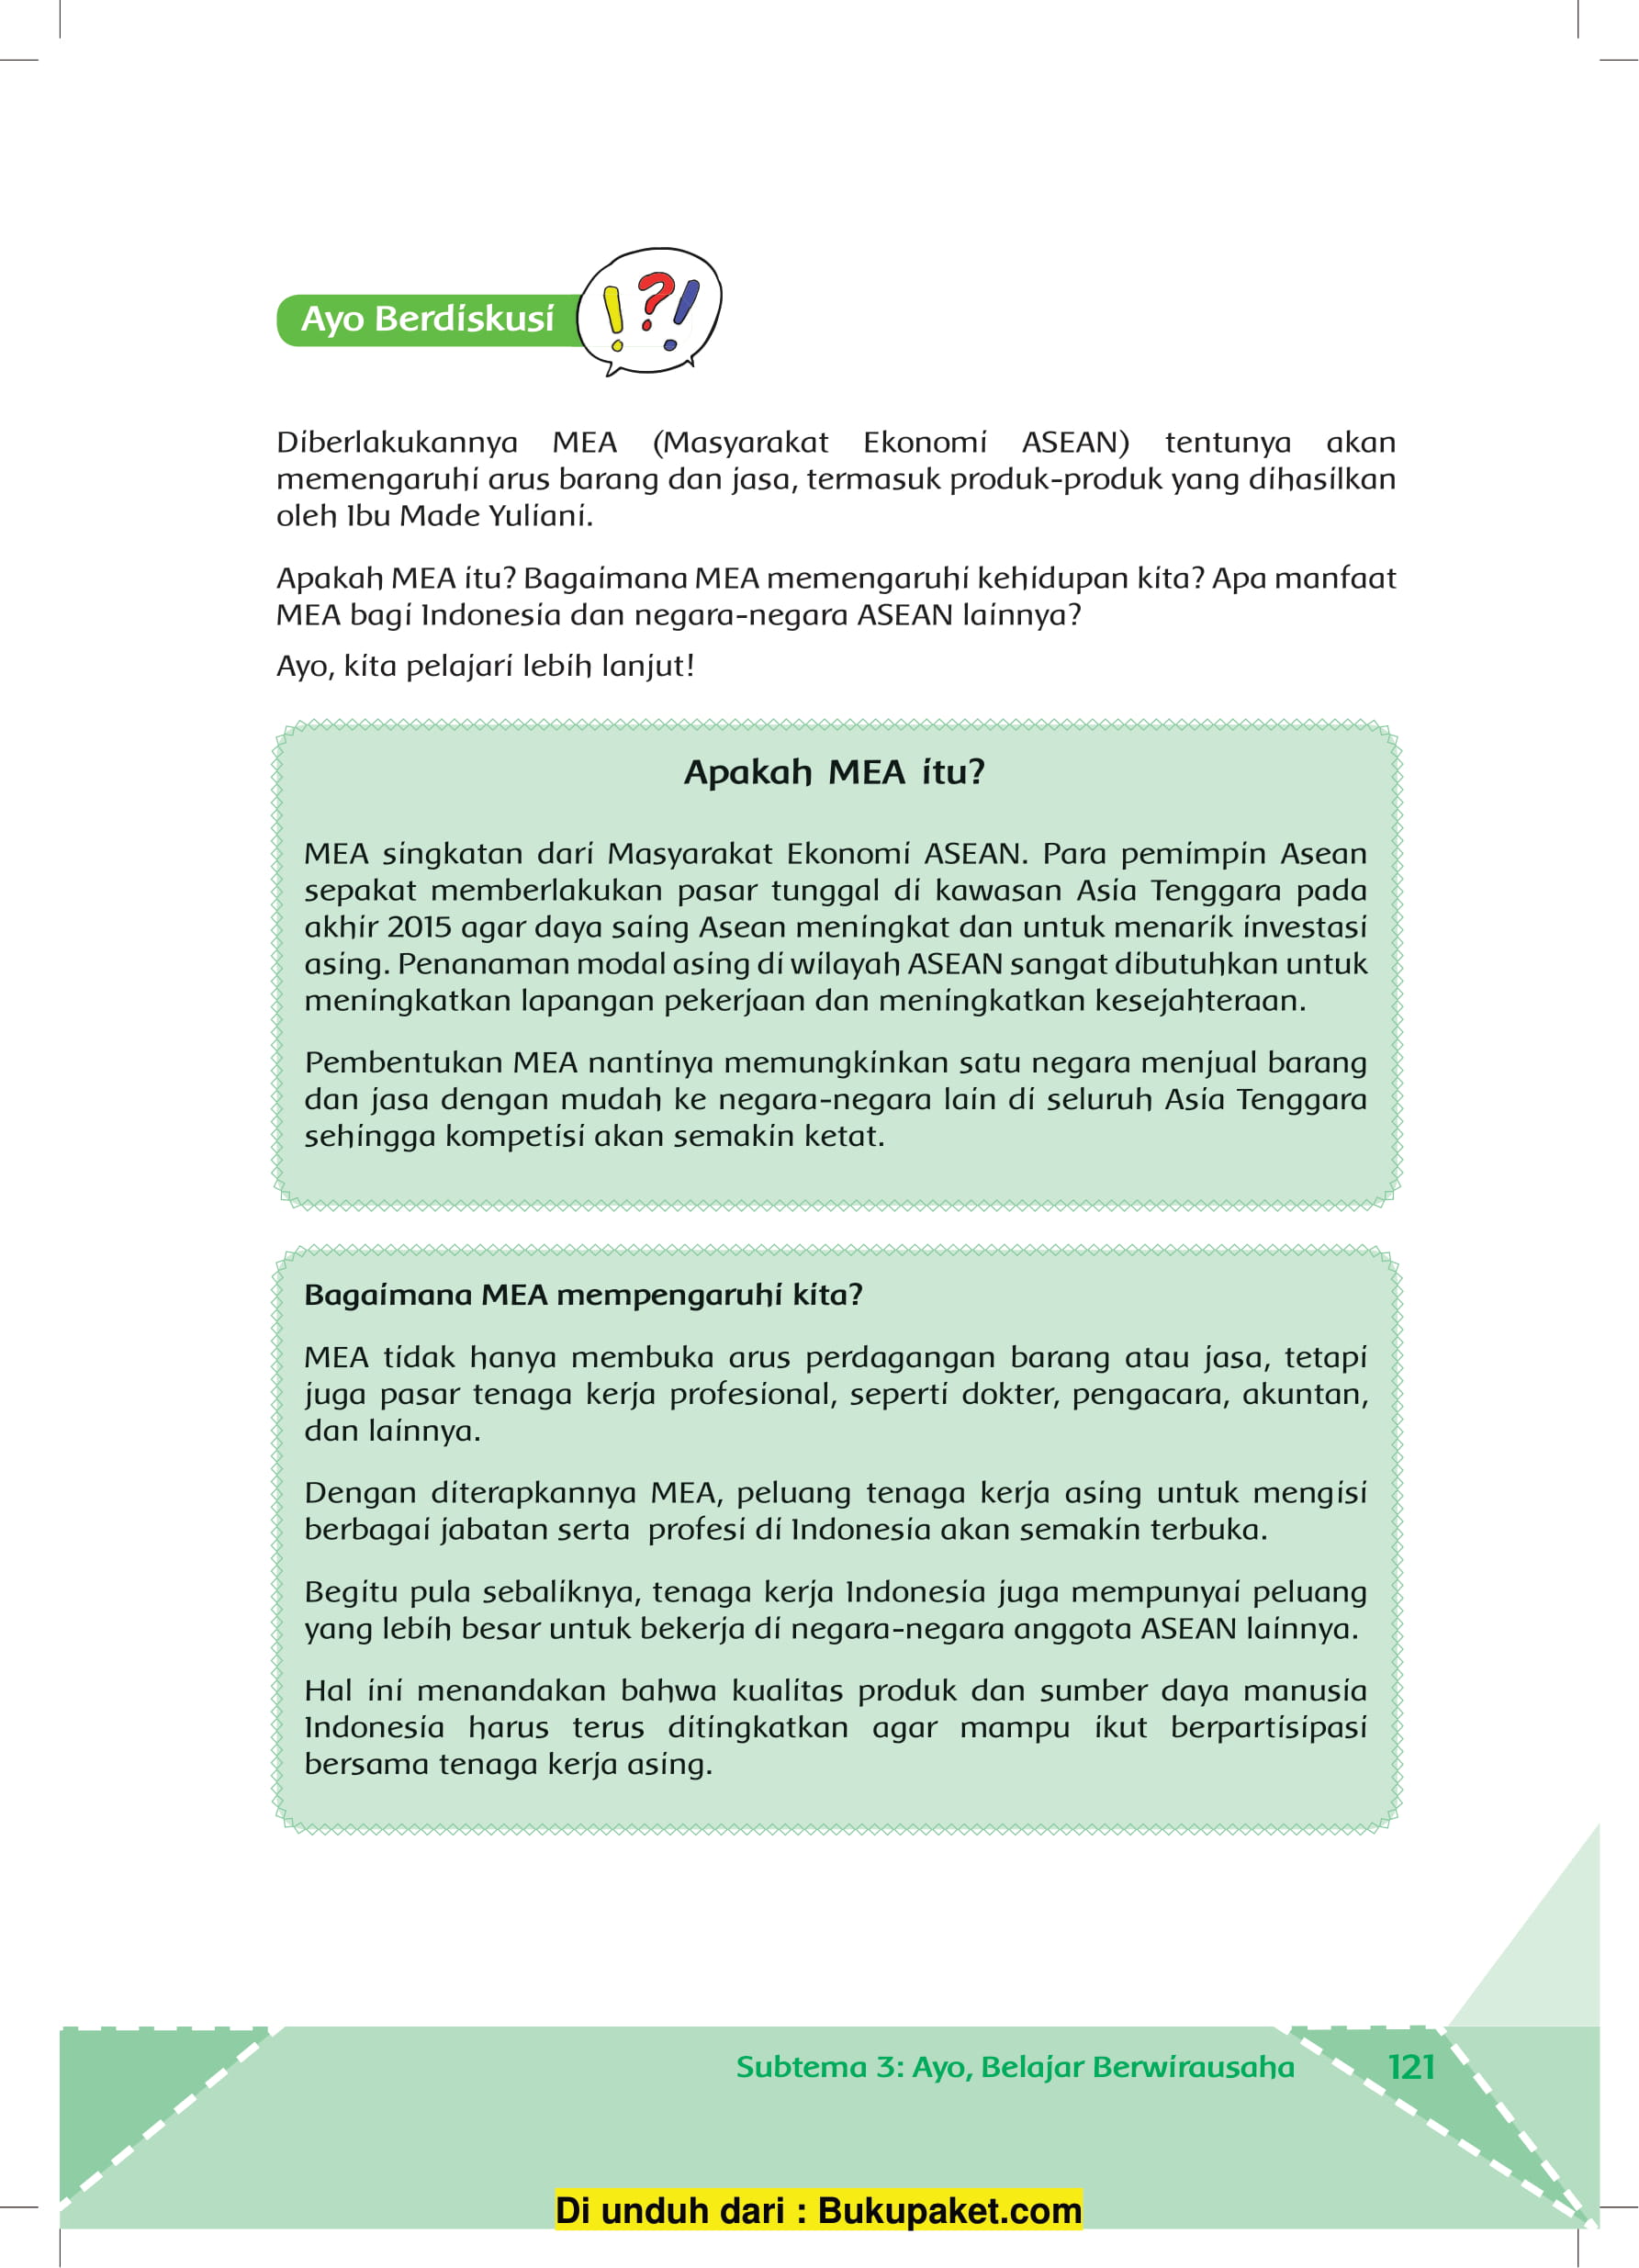 Ayo Berdiskusi
Diberlakukannya MEA (Masyarakat Ekonomi ASEAN) tentunya akan
memengaruhi arus barang dan jasa, termasuk produk-produk yang dihasilkan
oleh Ibu Made Yuliani.
Apakah MEA itu? Bagaimana MEA memengaruhi kehidupan kita? Apa manfaat
MEA bagi Indonesia dan negara-negara ASEAN lainnya?
Ayo, kita pelajari lebih lanjut!
Apakah MEA itu?
MEA singkatan dari Masyarakat Ekonomi ASEAN. Para pemimpin Asean
sepakat memberlakukan pasar tunggal di kawasan Asia Tenggara pada
akhir 2015 agar daya saing Asean meningkat dan untuk menarik investasi
asing. Penanaman modal asing di wilayah ASEAN sangat dibutuhkan untuk
meningkatkan lapangan pekerjaan dan meningkatkan kesejahteraan.
Pembentukan MEA nantinya memungkinkan satu negara menjual barang
dan jasa dengan mudah ke negara-negara lain di seluruh Asia Tenggara
sehingga kompetisi akan semakin ketat.
Bagaimana MEA mempengaruhi kita?
MEA tidak hanya membuka arus perdagangan barang atau jasa, tetapi
juga pasar tenaga kerja profesional, seperti dokter, pengacara, akuntan,
dan lainnya.
Dengan diterapkannya MEA, peluang tenaga kerja asing untuk mengisi
berbagai jabatan serta  profesi di Indonesia akan semakin terbuka.
Begitu pula sebaliknya, tenaga kerja Indonesia juga mempunyai peluang
yang lebih besar untuk bekerja di negara-negara anggota ASEAN lainnya.
Hal ini menandakan bahwa kualitas produk dan sumber daya manusia
Indonesia harus terus ditingkatkan agar mampu ikut berpartisipasi
bersama tenaga kerja asing.
Subtema 3: Ayo, Belajar Berwirausaha 121
Di unduh dari : Bukupaket.com